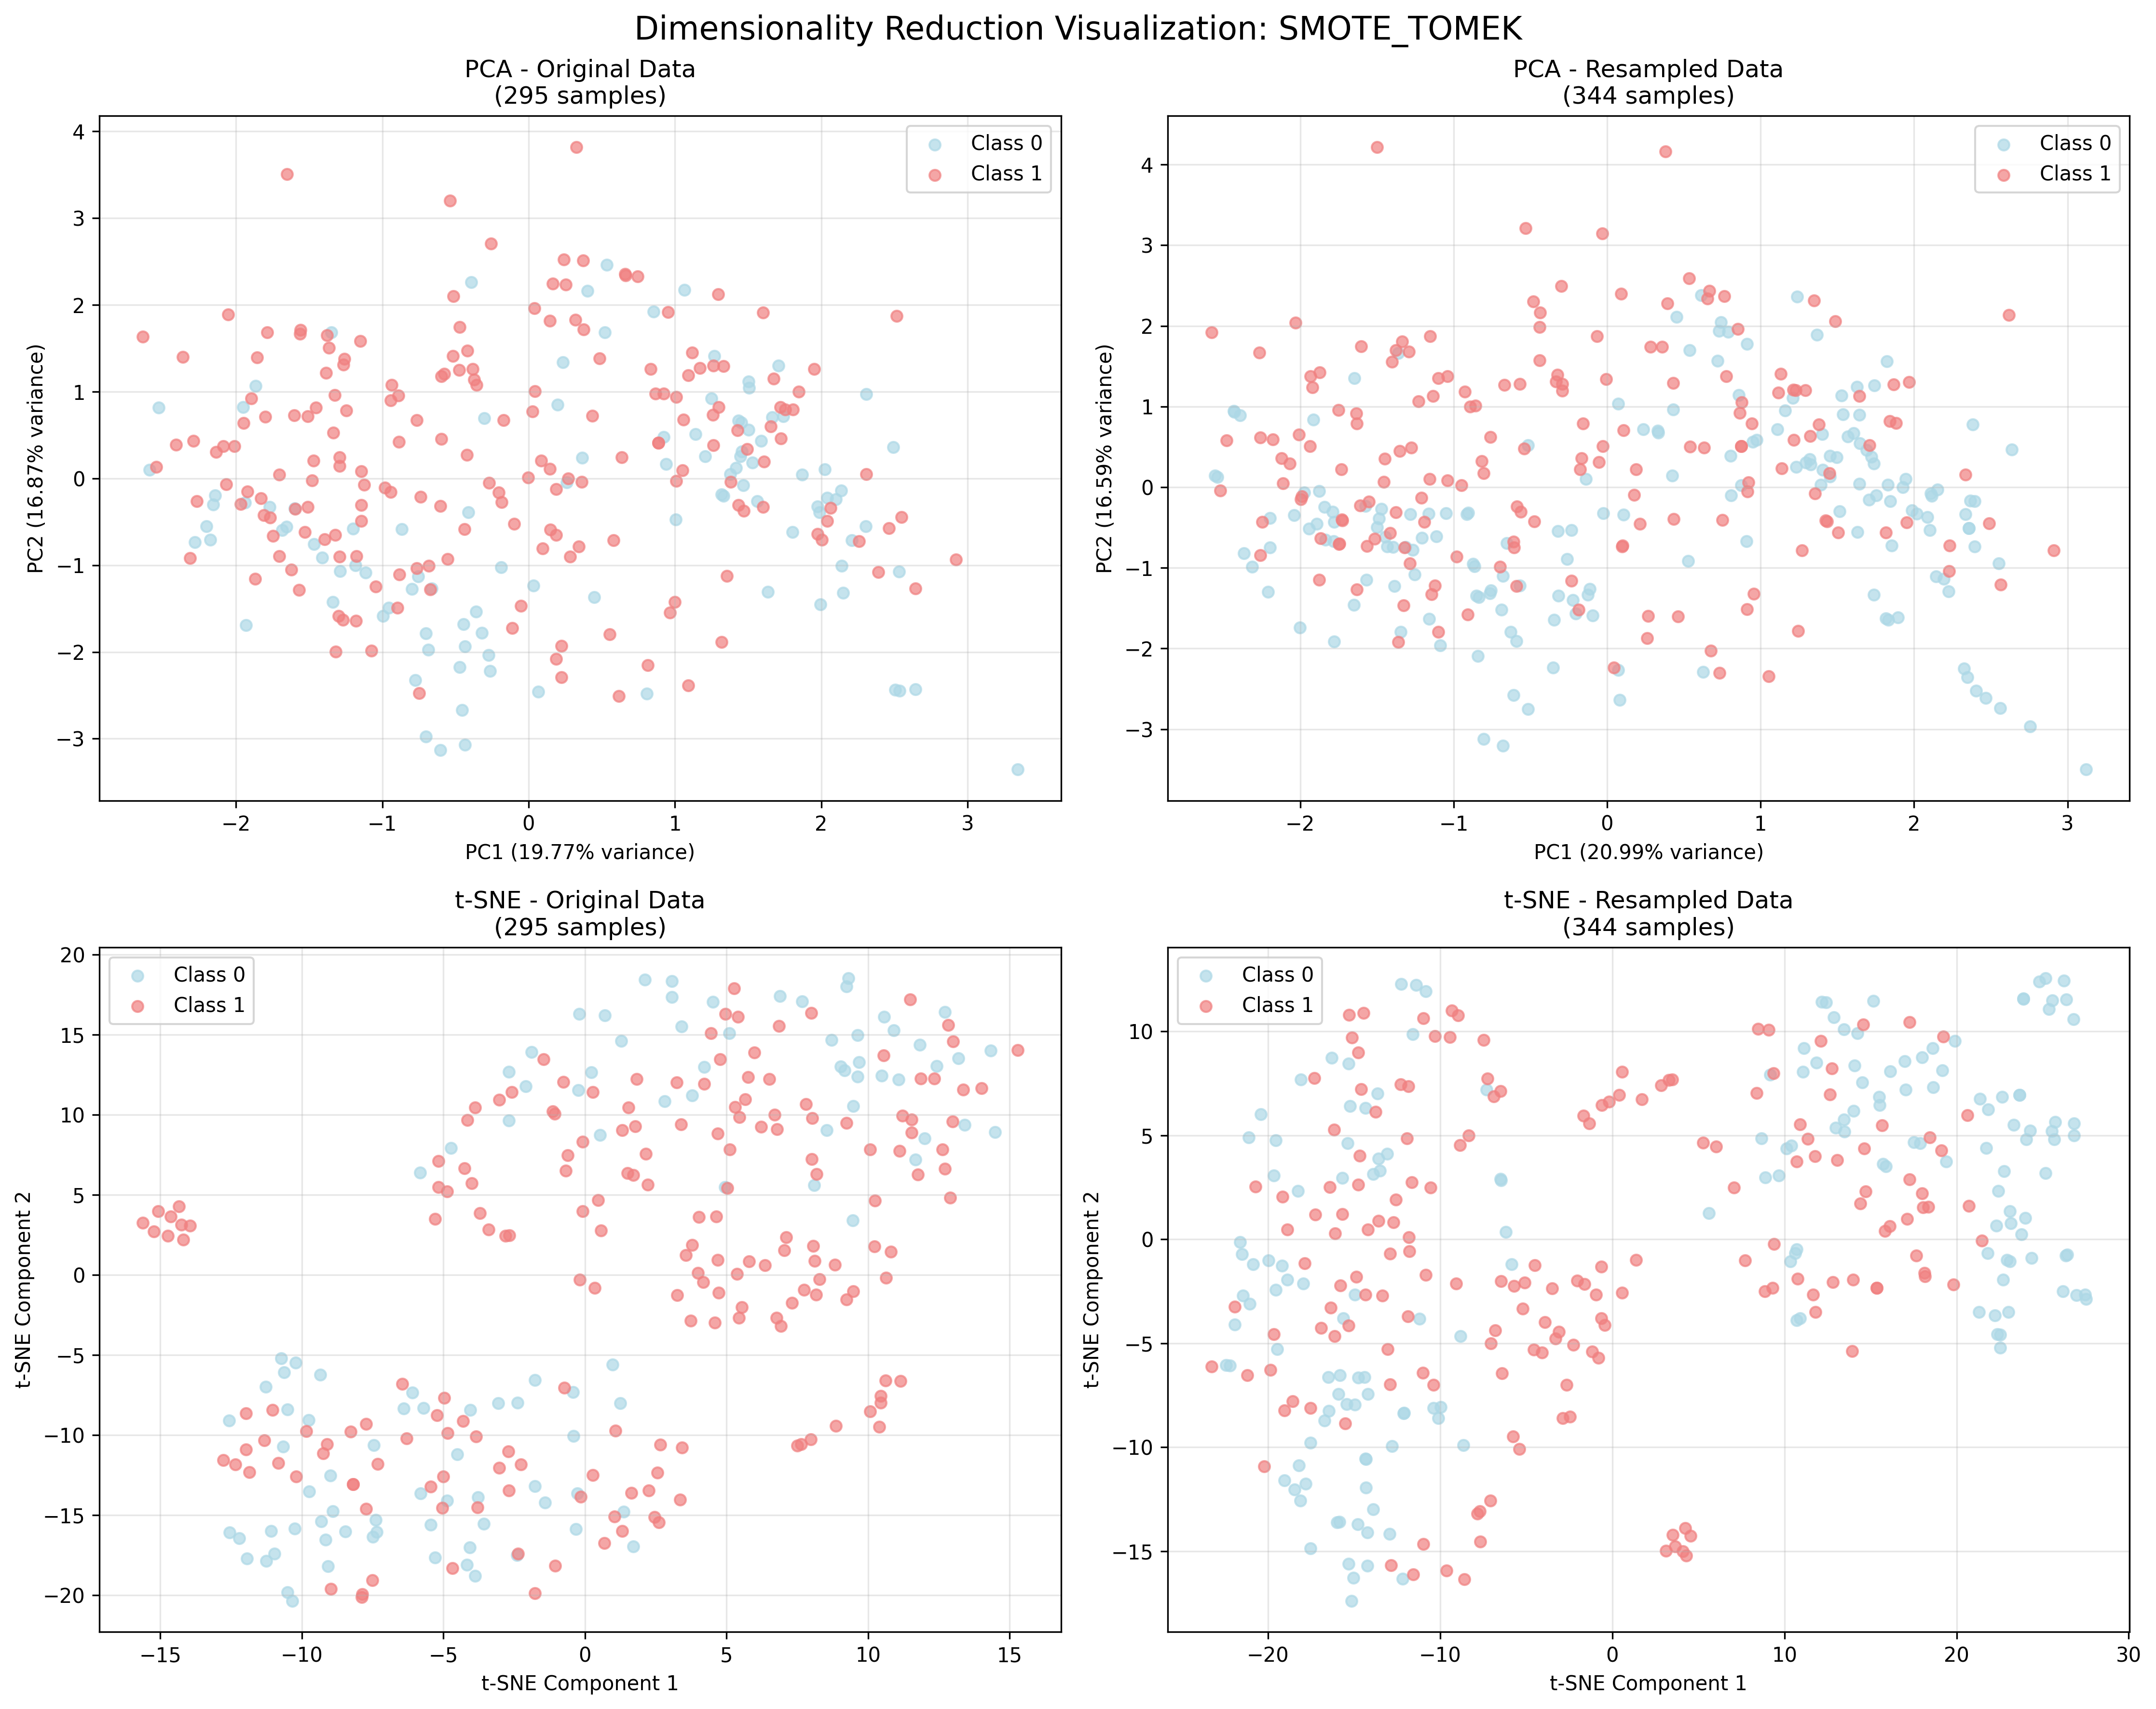 Dimensionality Reduction Visualization: SMOTE_TOMEK
PCA - Original Data
(295 samples)
Class 0
Class 1
4
3
2
1
0
−1
−2
−3
PC2 (16.87% variance)
−2
−1
0
1
2
3
PC1 (19.77% variance)
PCA - Resampled Data
(344 samples)
Class 0
Class 1
4
3
2
1
0
−1
−2
−3
PC2 (16.59% variance)
−2
−1
0
1
2
3
PC1 (20.99% variance)
t-SNE - Original Data
(295 samples)
Class 0
Class 1
20
15
10
5
0
−5
−10
−15
−20
t-SNE Component 2
−15
−10
−5
0
5
10
15
t-SNE Component 1
t-SNE - Resampled Data
(344 samples)
Class 0
Class 1
10
5
0
−5
−10
−15
t-SNE Component 2
−20
−10
0
10
20
30
t-SNE Component 1